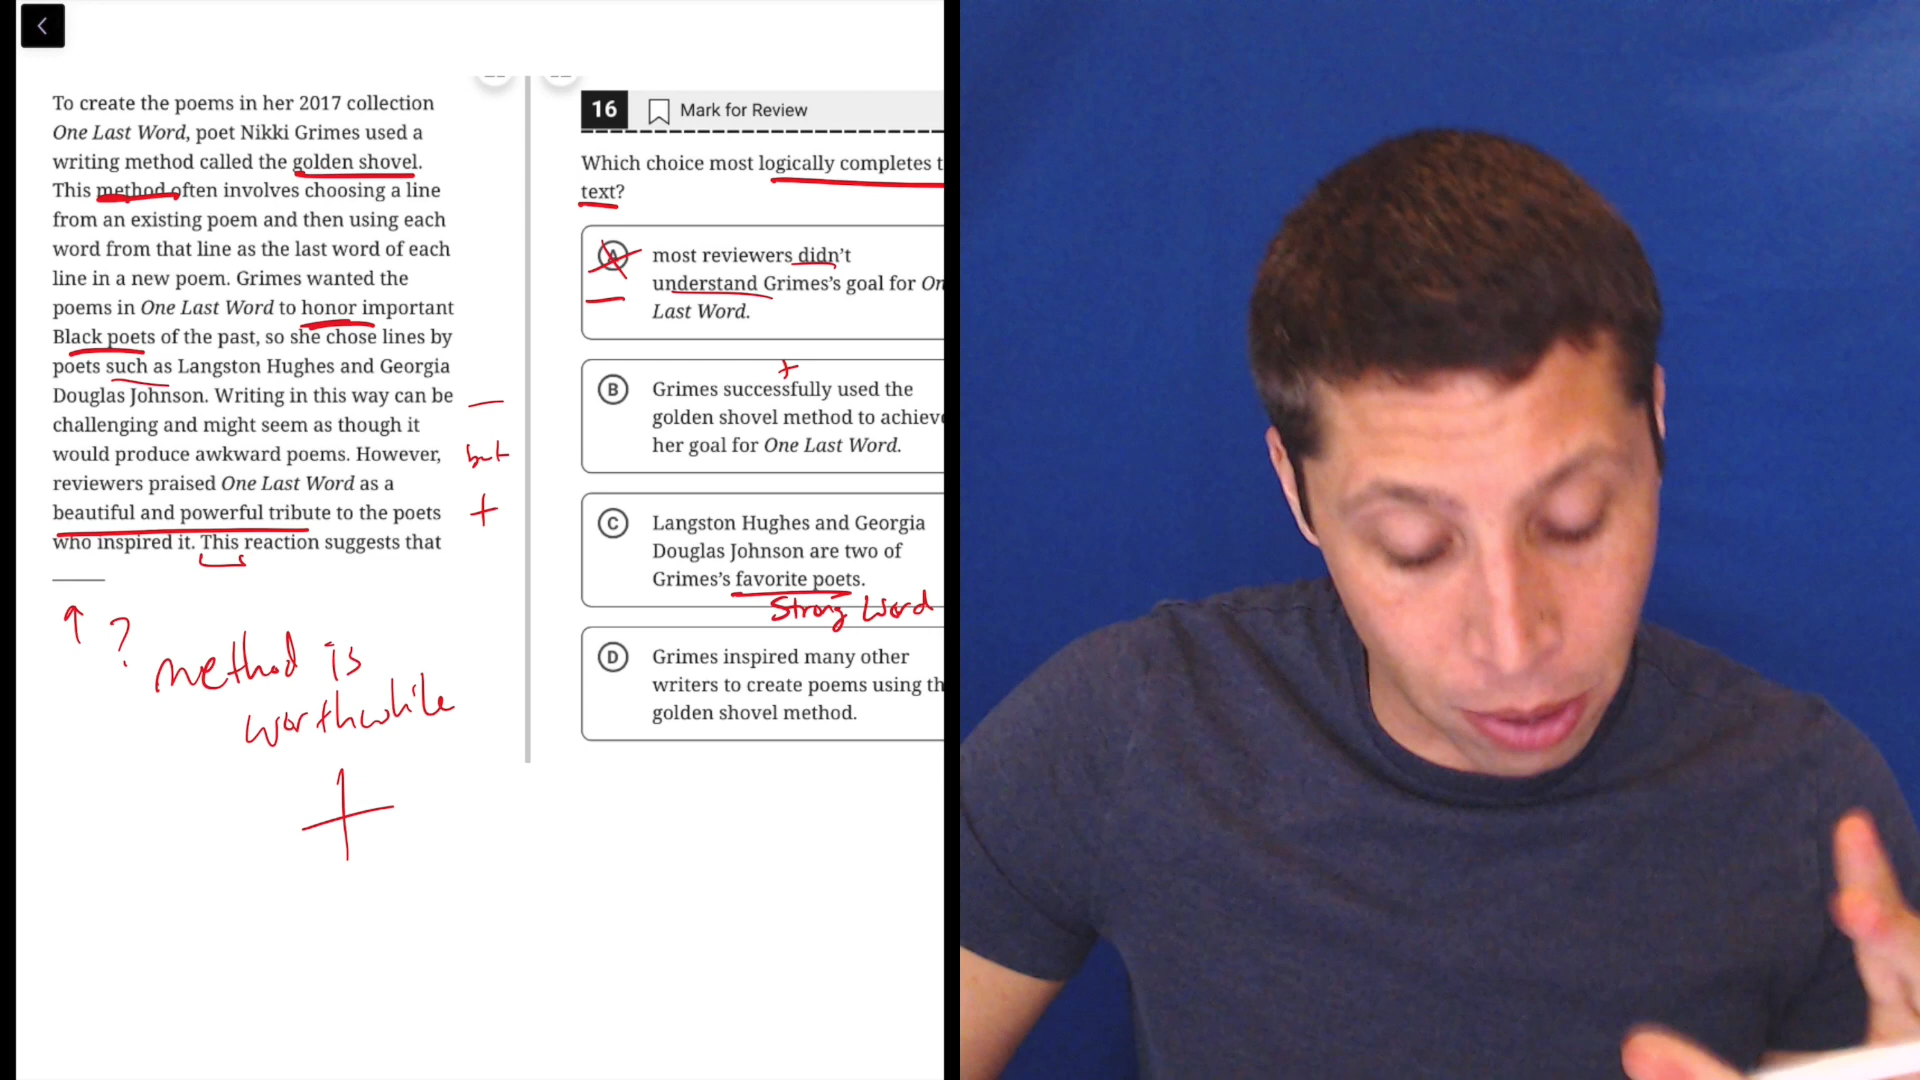 To create the poems in her 2017 collection
One Last Word, poet Nikki Grimes used a
writing method called the golden shovel.
This method often involves choosing a line
from an existing poem and then using each
word from that line as the last word of each
line in a new poem. Grimes wanted the
poems in One Last Word to honor important
Black poets of the past, so she chose lines by
poets such as Langston Hughes and Georgia
Douglas Johnson. Writing in this way can be
challenging and might seem as though it
would produce awkward poems. However,
but
reviewers praised One Last Word as a
beautiful and powerful tribute to the poets
+
who inspired it. This reaction suggests that
?
method is
worthwhile
+
16 Mark for Review
Which choice most logically completes t
text?
A most reviewers didn't
understand Grimes's goal for On
Last Word.
+
B Grimes successfully used the
golden shovel method to achieve
her goal for One Last Word.
C Langston Hughes and Georgia
Douglas Johnson are two of
Grimes's favorite poets.
Strong Word
D Grimes inspired many other
writers to create poems using th
golden shovel method.